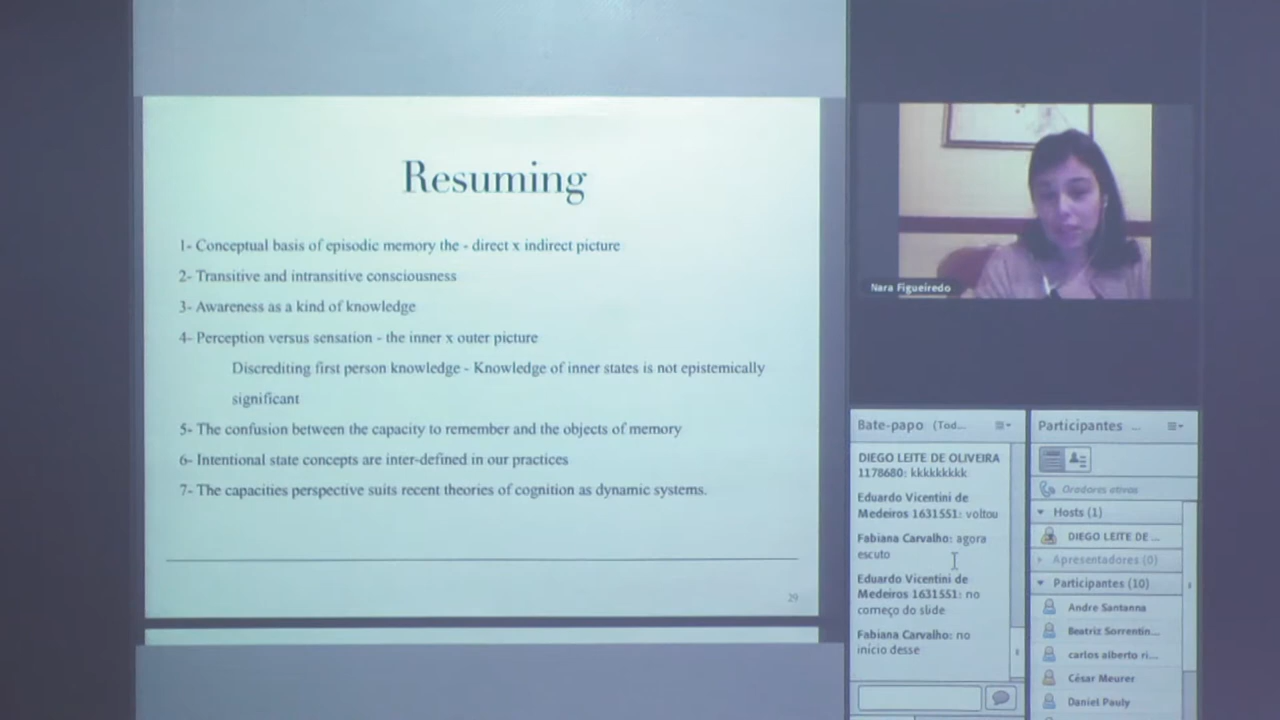 Resuming
1- Conceptual basis of episodic memory the - direct x indirect picture
2- Transitive and intransitive consciousness
3- Awareness as a kind of knowledge
4- Perception versus sensation - the inner x outer picture
Discrediting first person knowledge - Knowledge of inner states is not epistemically
significant
5- The confusion between the capacity to remember and the objects of memory
6- Intentional state concepts are inter-defined in our practices
7- The capacities perspective suits recent theories of cognition as dynamic systems.
29
Nara Figueiredo
Bate-papo (Tod...
DIEGO LEITE DE OLIVEIRA
1178680: kkkkkkkkk
Eduardo Vicentini de
Medeiros 1631551: voltou
Fabiana Carvalho: agora
escuto
Eduardo Vicentini de
Medeiros 1631551: no
começo do slide
Fabiana Carvalho: no
início desse
Participantes ...
Oradores ativos
Hosts (1)
DIEGO LEITE DE ...
Apresentadores (0)
Participantes (10)
Andre Santanna
Beatriz Sorrentin...
carlos alberto ri...
César Meurer
Daniel Pauly